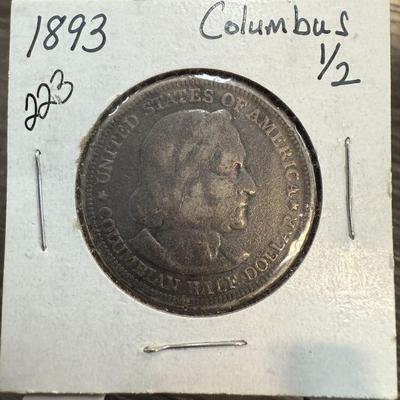 1893
Columbus
1/2
223
UNITED STATES OF AMERICA
COLUMBIAN HALF DOLLAR